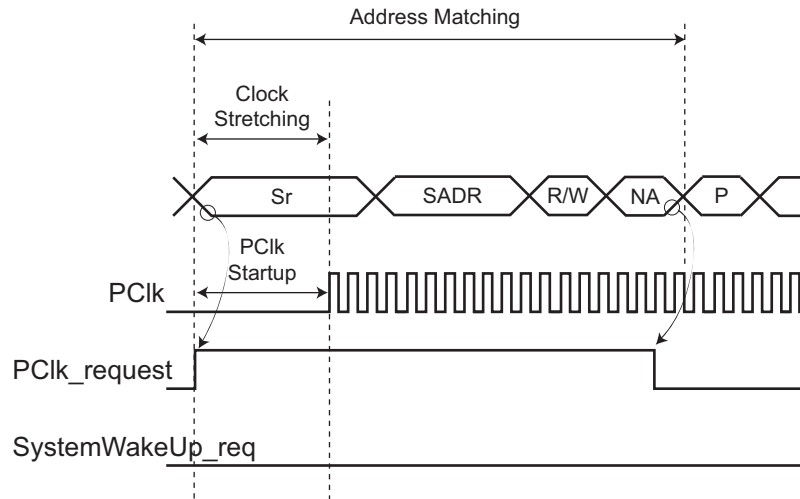 Address Matching
Clock
Stretching
Sr
SADR
R/W
NA
P
PClk
Startup
PClk
PClk_request
SystemWakeUp_req